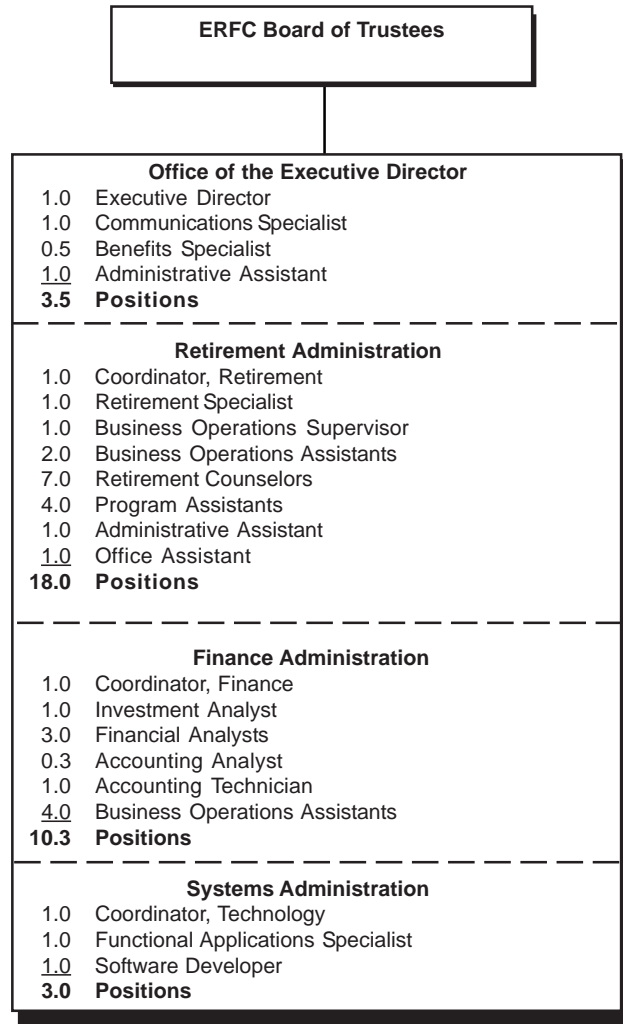 ERFC Board of Trustees
Office of the Executive Director
1.0 Executive Director
1.0 Communications Specialist
0.5 Benefits Specialist
1.0 Administrative Assistant
3.5 Positions
Retirement Administration
1.0 Coordinator, Retirement
1.0 Retirement Specialist
1.0 Business Operations Supervisor
2.0 Business Operations Assistants
7.0 Retirement Counselors
4.0 Program Assistants
1.0 Administrative Assistant
1.0 Office Assistant
18.0 Positions
Finance Administration
1.0 Coordinator, Finance
1.0 Investment Analyst
3.0 Financial Analysts
0.3 Accounting Analyst
1.0 Accounting Technician
4.0 Business Operations Assistants
10.3 Positions
Systems Administration
1.0 Coordinator, Technology
1.0 Functional Applications Specialist
1.0 Software Developer
3.0 Positions